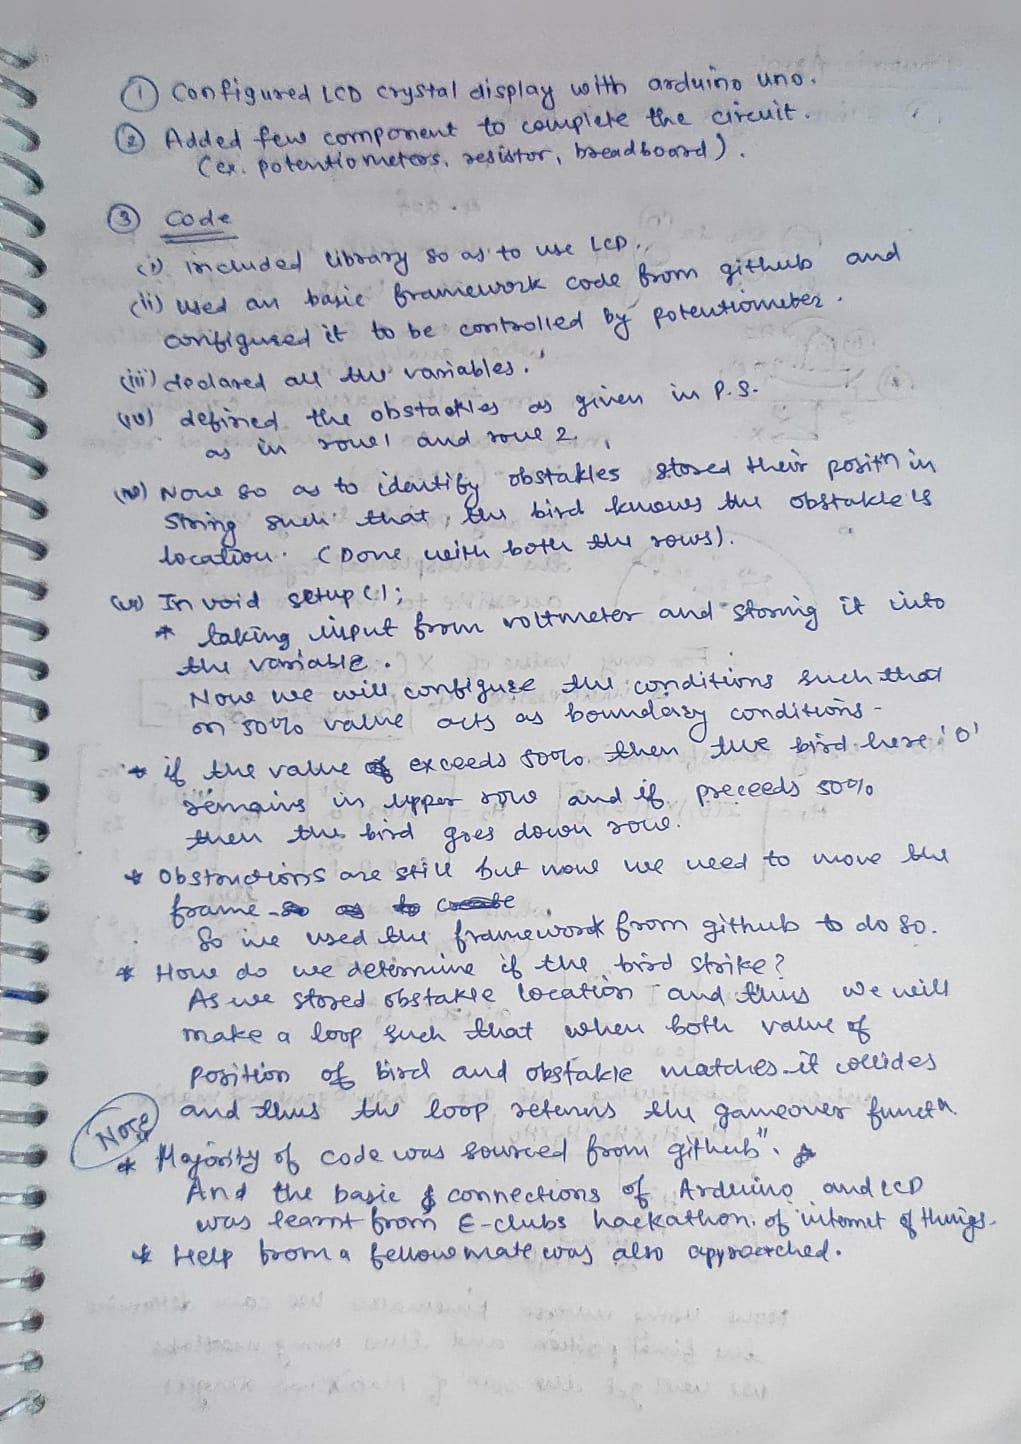 ① Configured LCD crystal display with arduino uno.
② Added few component to complete the circuit.
(ex. potentiometers, resistor, breadboard).
③ Code
(i) included library so as to use LCD.
(ii) used an basic framework code from github and
configured it to be controlled by potentiometer.
(iii) declared all the variables.
(iv) defined the obstackles as given in P.S.
as in row 1 and row 2.
(v) Now so as to identify obstakles stored their positn in
string such that, the bird knows the obstakle is
location. (Done with both the rows).
(vi) In void setup();
* taking input from voltmeter and storing it into
the variable.
Now we will configure the conditions such that
on 50% value acts as boundary conditions-
* if the value exceeds 50% then the bird here 'O'
remains in upper row and if preceeds 50%
then the bird goes down row.
* Obstructions are still but now we need to move the
frame so as to create
So we used the framework from github to do so.
* How do we determine if the bird strike?
As we stored obstakle location and thus we will
make a loop such that when both value of
position of bird and obstakle matches it collides
and thus the loop returns the gameover functn.
Note
* Majority of code was sourced from github".
And the basic & connections of Arduino and LCD
was learnt from E-clubs hackathon of internet of things.
* Help from a fellow mate was also approached.